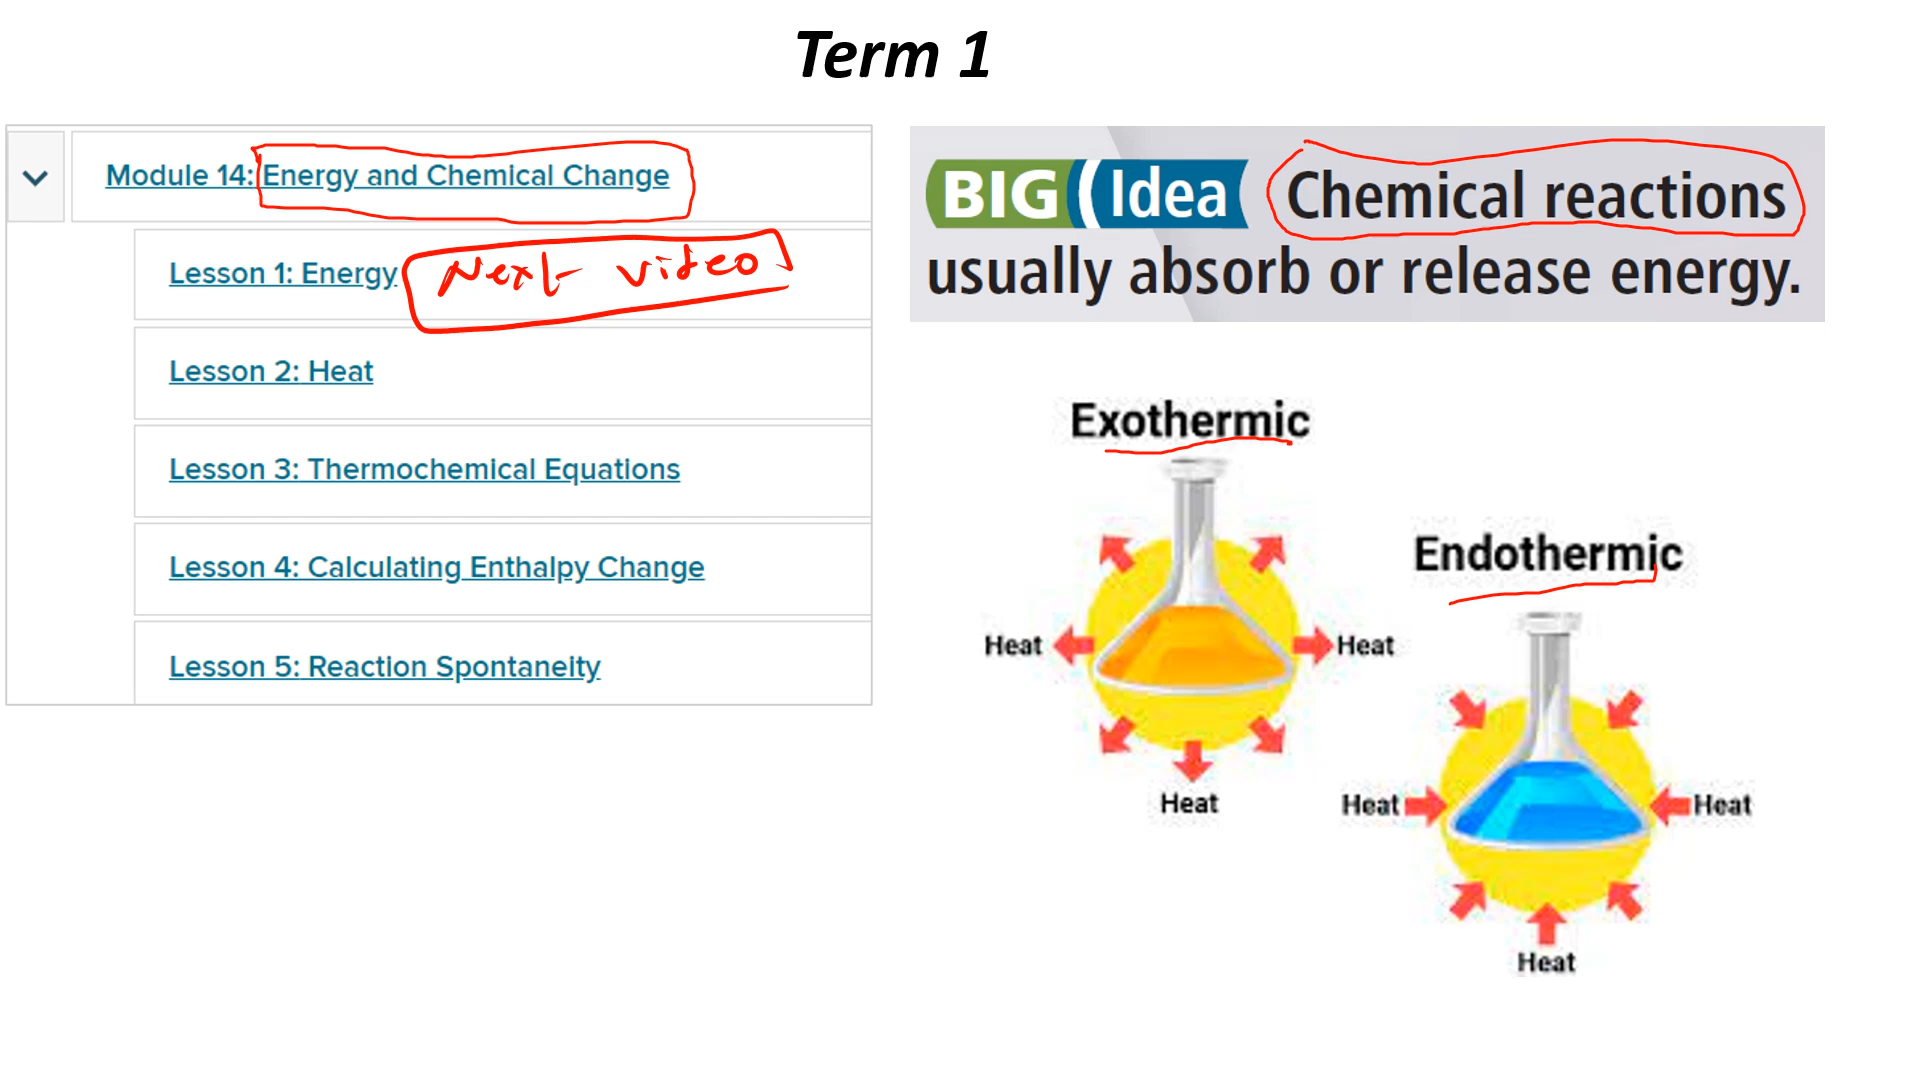 Term 1
Module 14: Energy and Chemical Change
Lesson 1: Energy
Next video
Lesson 2: Heat
Lesson 3: Thermochemical Equations
Lesson 4: Calculating Enthalpy Change
Lesson 5: Reaction Spontaneity
BIG Idea Chemical reactions
usually absorb or release energy.
Exothermic
Heat
Heat
Heat
Endothermic
Heat
Heat
Heat